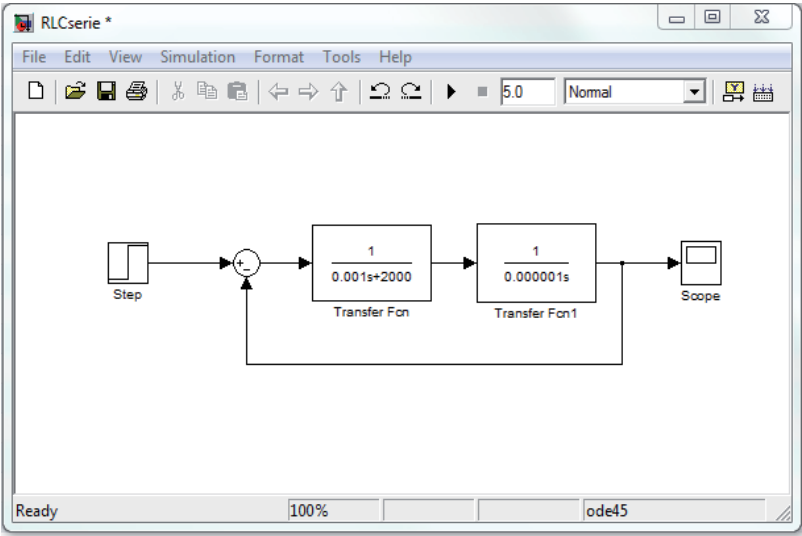 RLCserie *
File Edit View Simulation Format Tools Help
5.0 Normal
Step
+
-
1
0.001s+2000
Transfer Fcn
1
0.000001s
Transfer Fcn1
Scope
Ready 100% ode45